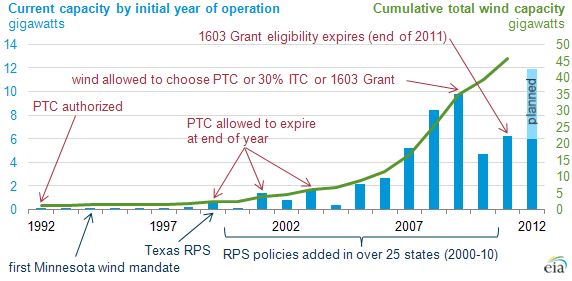 Current capacity by initial year of operation
gigawatts
Cumulative total wind capacity
gigawatts
1603 Grant eligibility expires (end of 2011)
wind allowed to choose PTC or 30% ITC or 1603 Grant
PTC authorized
PTC allowed to expire
at end of year
planned
14
12
10
8
6
4
2
0
50
45
40
35
30
25
20
15
10
5
0
1992
1997
2002
2007
2012
Texas RPS
RPS policies added in over 25 states (2000-10)
first Minnesota wind mandate
eia